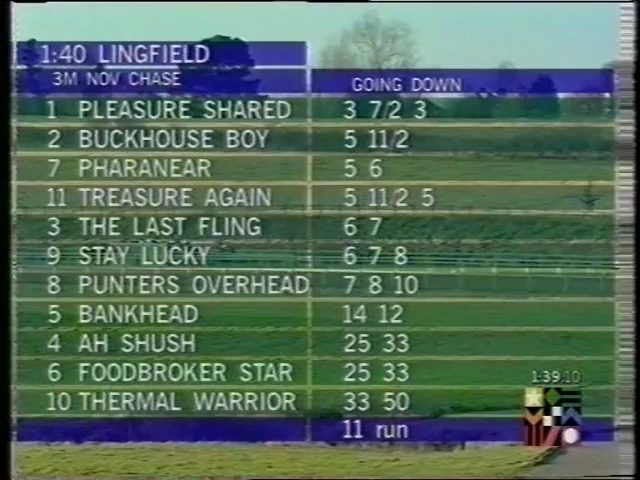 1:40 LINGFIELD
3M NOV CHASE GOING DOWN
1 PLEASURE SHARED 3 7/2 3
2 BUCKHOUSE BOY 5 11/2
7 PHARANEAR 5 6
11 TREASURE AGAIN 5 11/2 5
3 THE LAST FLING 6 7
9 STAY LUCKY 6 7 8
8 PUNTERS OVERHEAD 7 8 10
5 BANKHEAD 14 12
4 AH SHUSH 25 33
6 FOODBROKER STAR 25 33
10 THERMAL WARRIOR 33 50
11 run
1:39:10